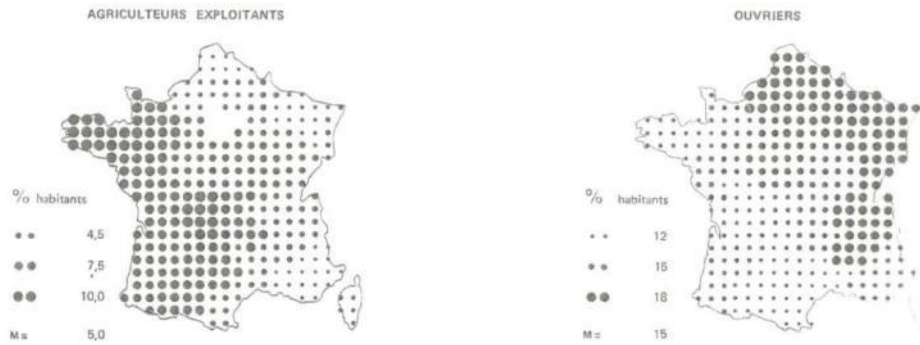 AGRICULTEURS EXPLOITANTS
% habitants
4,5
7,5
10,0
M= 5,0
OUVRIERS
% habitants
12
15
18
M= 15